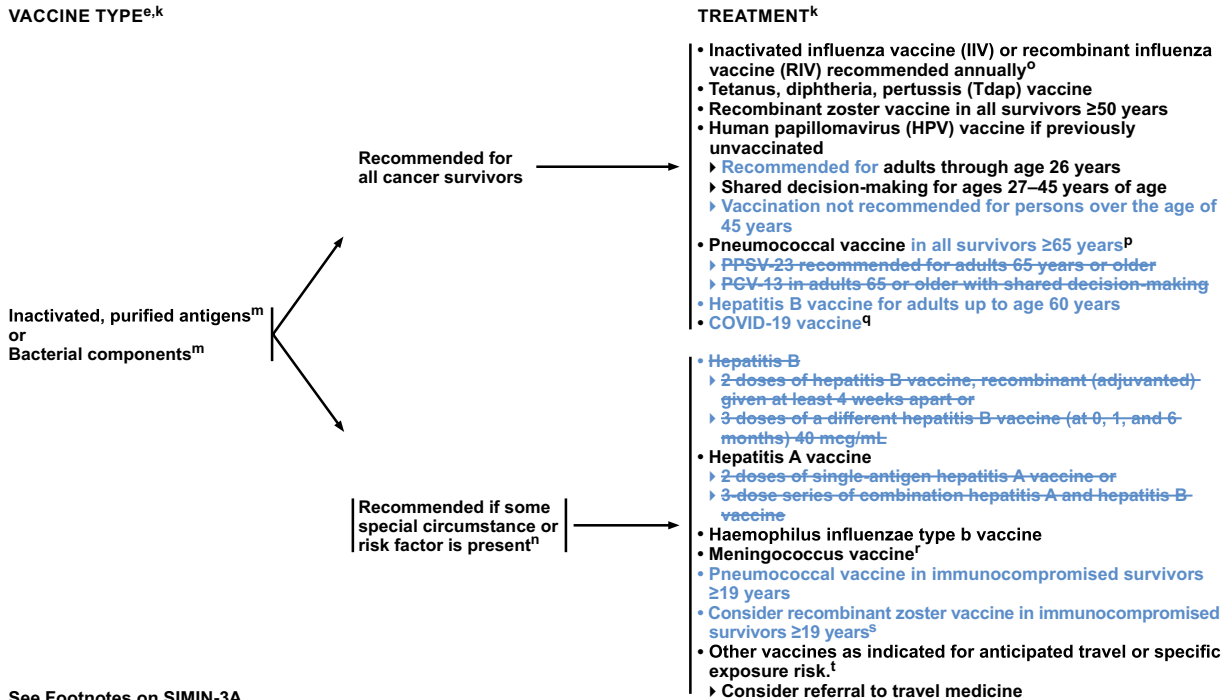 VACCINE TYPEe,k
TREATMENTk
Inactivated, purified antigensm
or
Bacterial componentsm
Recommended for
all cancer survivors
• Inactivated influenza vaccine (IIV) or recombinant influenza
vaccine (RIV) recommended annuallyo
• Tetanus, diphtheria, pertussis (Tdap) vaccine
• Recombinant zoster vaccine in all survivors ≥50 years
• Human papillomavirus (HPV) vaccine if previously
unvaccinated
▸ Recommended for adults through age 26 years
▸ Shared decision-making for ages 27–45 years of age
▸ Vaccination not recommended for persons over the age of
45 years
• Pneumococcal vaccine in all survivors ≥65 yearsp
▸ PPSV-23 recommended for adults 65 years or older
▸ PCV-13 in adults 65 or older with shared decision-making
• Hepatitis B vaccine for adults up to age 60 years
• COVID-19 vaccineq
Recommended if some
special circumstance or
risk factor is presentn
• Hepatitis B
▸ 2 doses of hepatitis B vaccine, recombinant (adjuvanted)
given at least 4 weeks apart or
▸ 3 doses of a different hepatitis B vaccine (at 0, 1, and 6
months) 40 mcg/mL
• Hepatitis A vaccine
▸ 2 doses of single-antigen hepatitis A vaccine or
▸ 3-dose series of combination hepatitis A and hepatitis B
vaccine
• Haemophilus influenzae type b vaccine
• Meningococcus vacciner
• Pneumococcal vaccine in immunocompromised survivors
≥19 years
• Consider recombinant zoster vaccine in immunocompromised
survivors ≥19 yearss
• Other vaccines as indicated for anticipated travel or specific
exposure risk.t
▸ Consider referral to travel medicine
See Footnotes on SIMIN-3A